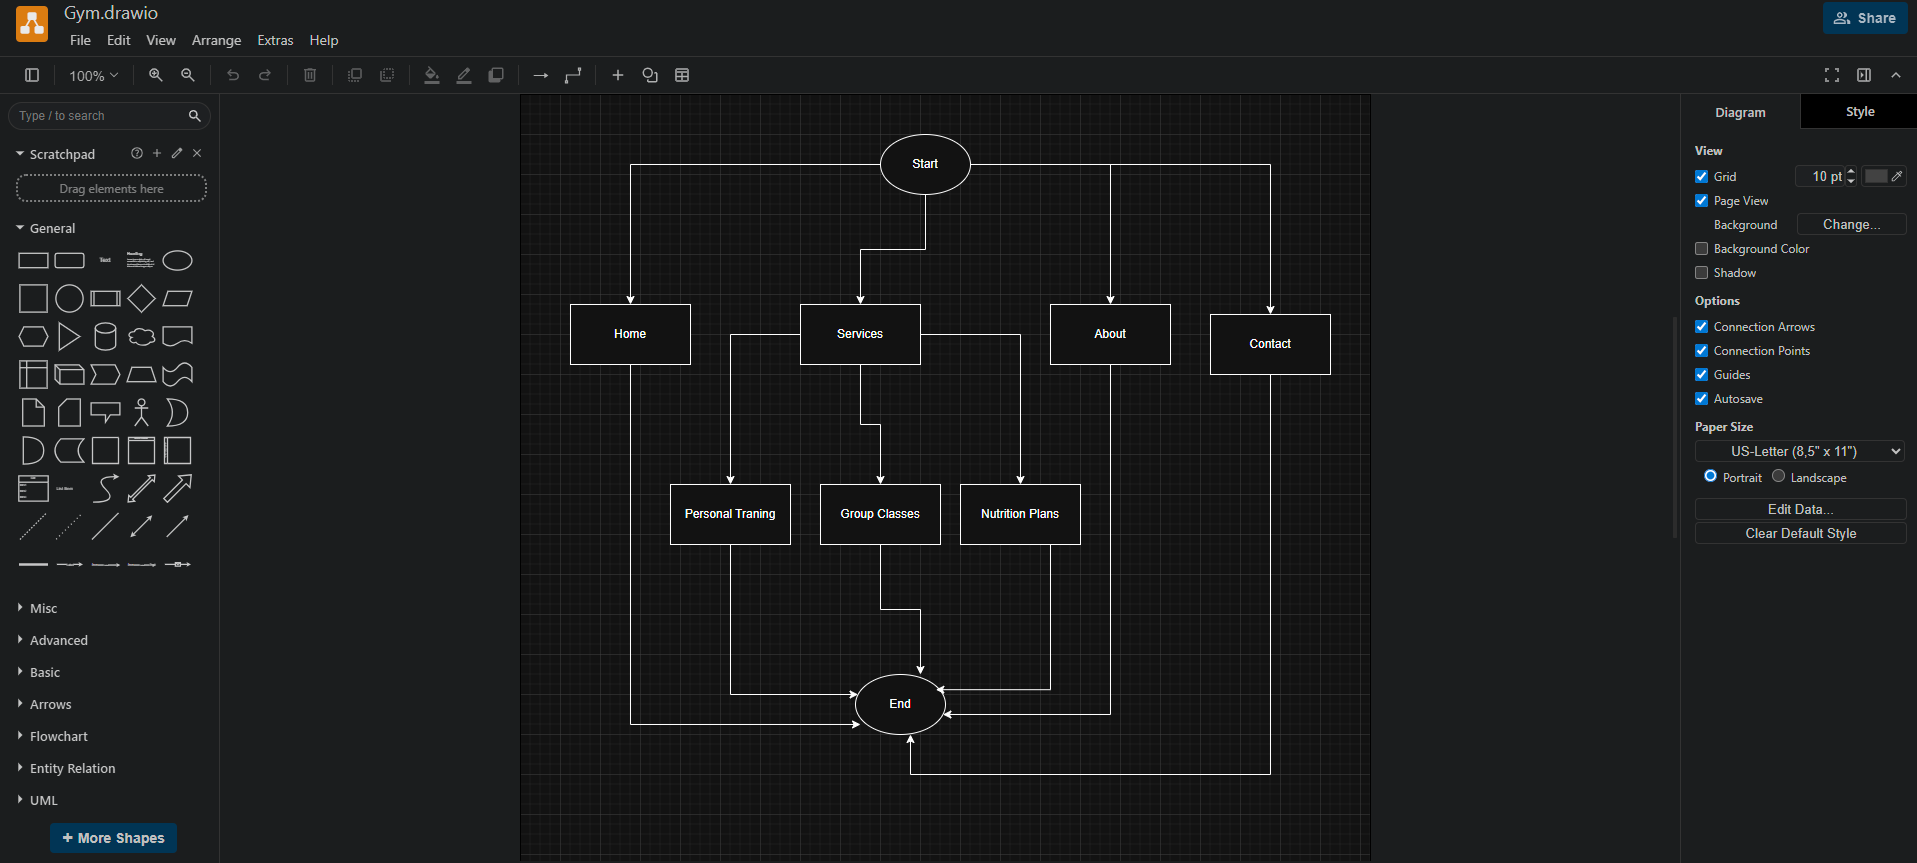 Gym.drawio
File Edit View Arrange Extras Help
Share
100%
Type / to search
Scratchpad
Drag elements here
General
Text
Heading
List Item
Misc
Advanced
Basic
Arrows
Flowchart
Entity Relation
UML
+ More Shapes
Start
Home
Services
About
Contact
Personal Traning
Group Classes
Nutrition Plans
End
Diagram
Style
View
Grid
10 pt
Page View
Background
Change...
Background Color
Shadow
Options
Connection Arrows
Connection Points
Guides
Autosave
Paper Size
US-Letter (8,5" x 11")
Portrait
Landscape
Edit Data...
Clear Default Style